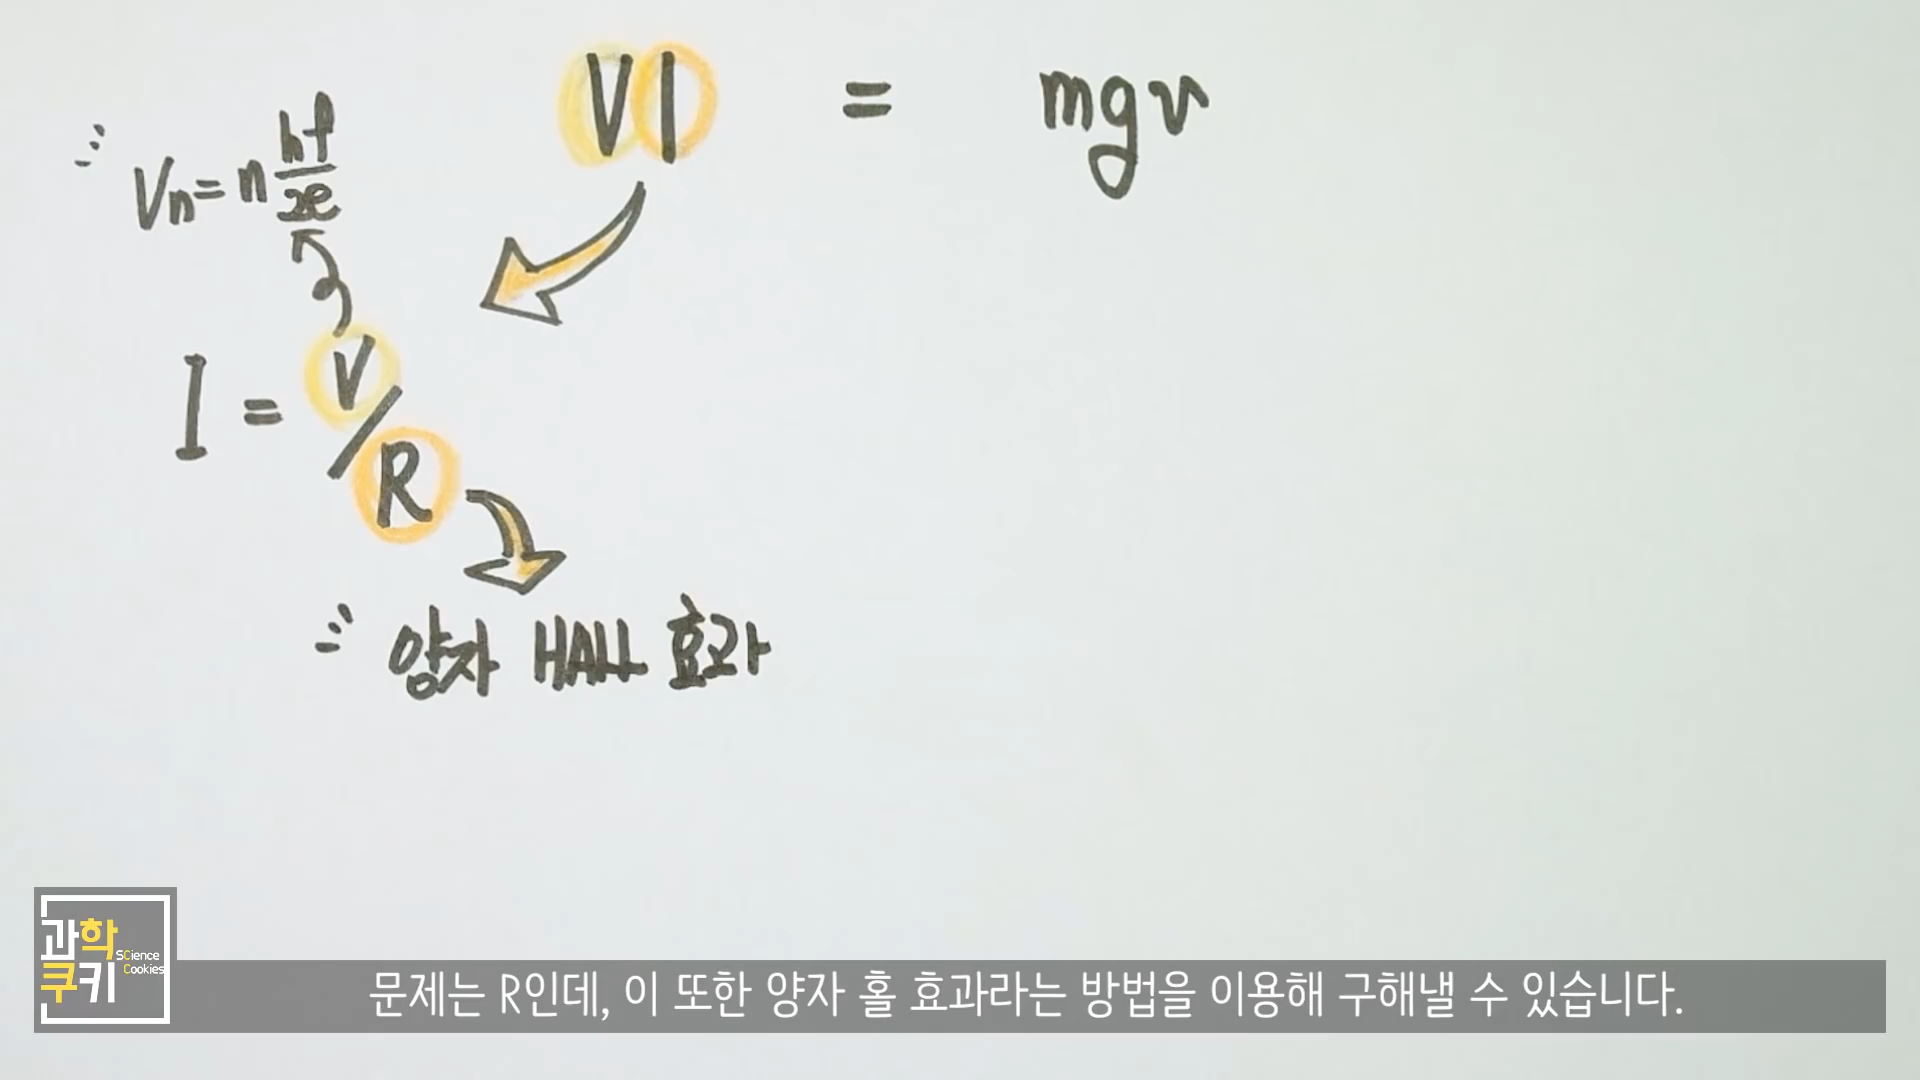 VI = mgv
Vn = n hf/2e
I = V/R
양자 HALL 효과
과학쿠키
Science Cookies
문제는 R인데, 이 또한 양자 홀 효과라는 방법을 이용해 구해낼 수 있습니다.